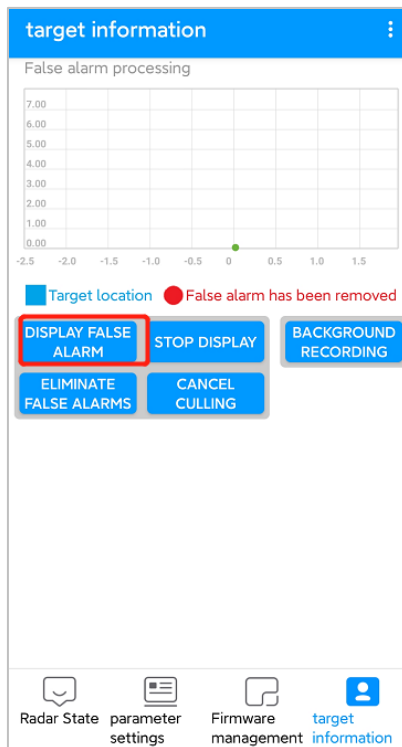 target information
False alarm processing
7.00
6.00
5.00
4.00
3.00
2.00
1.00
0.00
-2.5 -2.0 -1.5 -1.0 -0.5 0 0.5 1.0 1.5
Target location False alarm has been removed
DISPLAY FALSE
ALARM
STOP DISPLAY
BACKGROUND
RECORDING
ELIMINATE
FALSE ALARMS
CANCEL
CULLING
Radar State
parameter
settings
Firmware
management
target
information